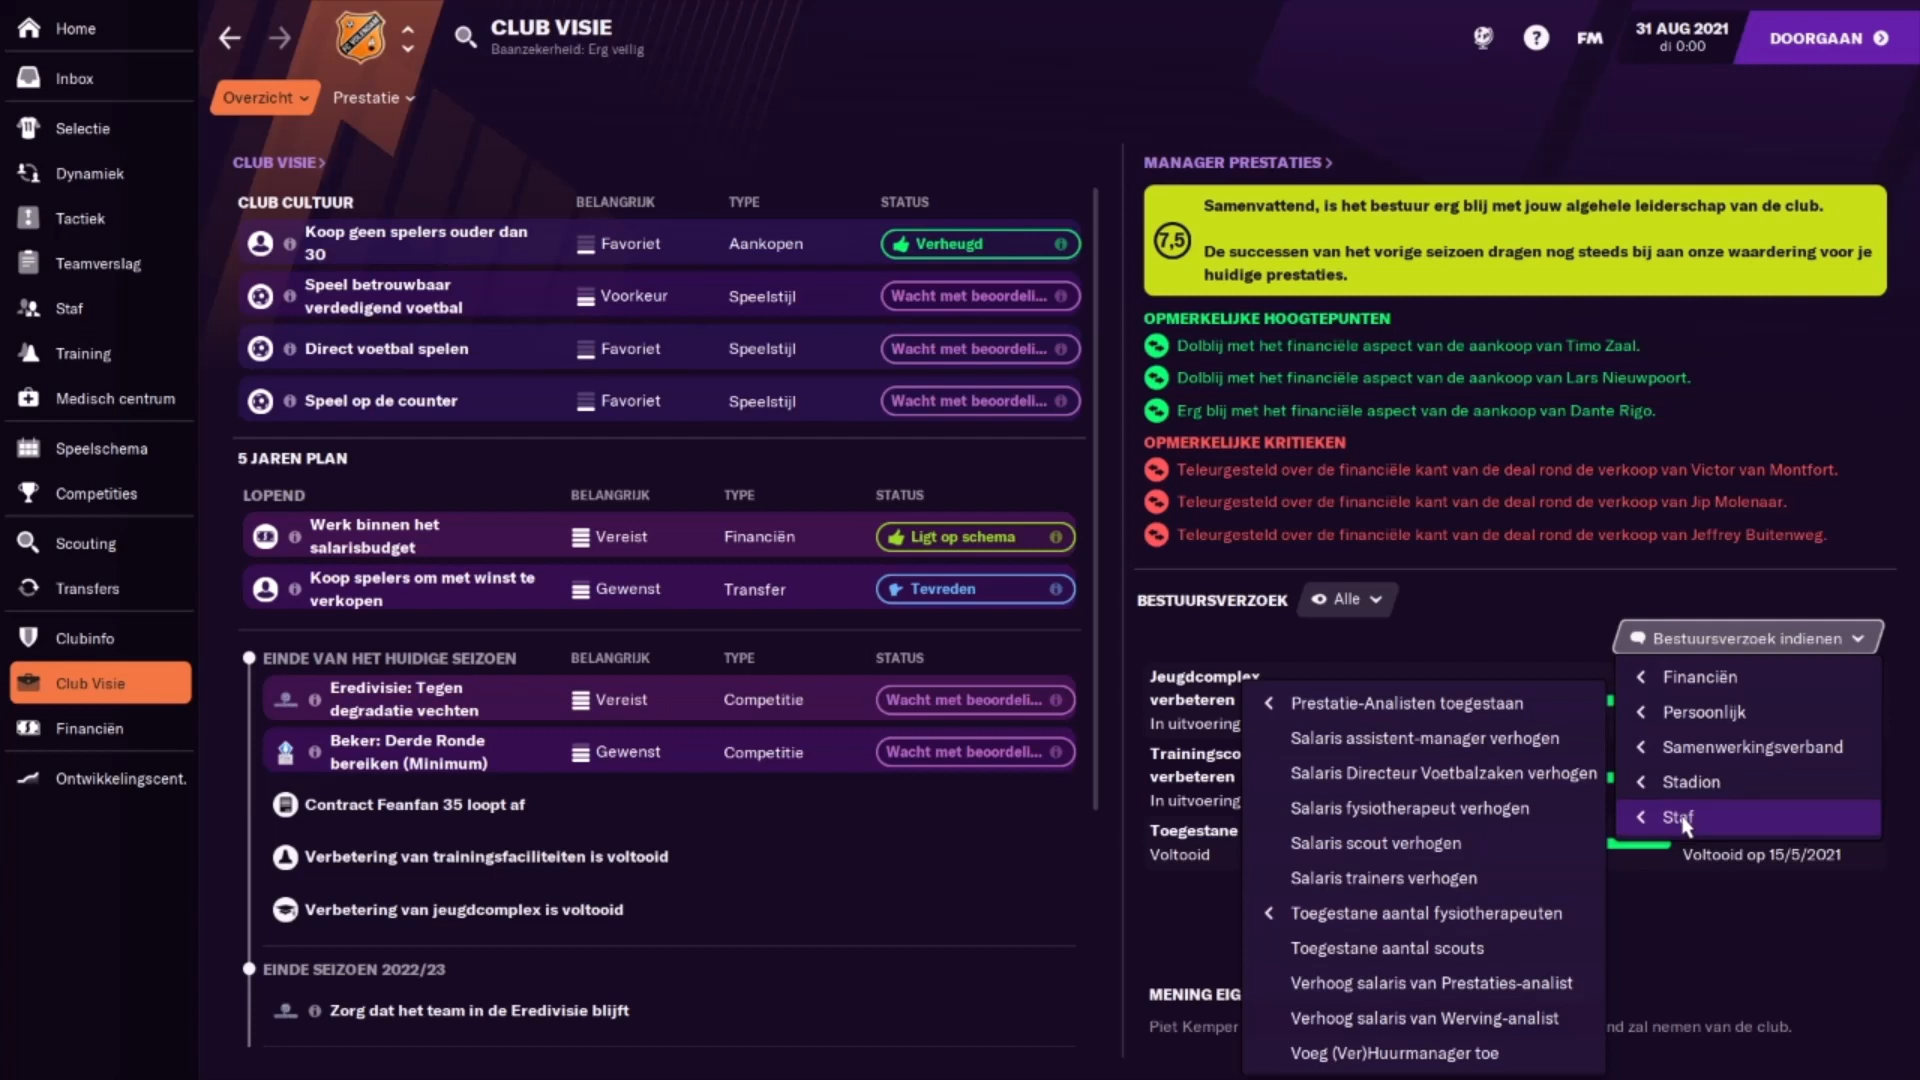 Home
Inbox
Selectie
Dynamiek
Tactiek
Teamverslag
Staf
Training
Medisch centrum
Speelschema
Competities
Scouting
Transfers
Clubinfo
Club Visie
Financiën
Ontwikkelingscent.
FC VOLENDAM
CLUB VISIE
Baanzekerheid: Erg veilig
?
FM
31 AUG 2021
di 0:00
DOORGAAN
Overzicht
Prestatie
CLUB VISIE
CLUB CULTUUR BELANGRIJK TYPE STATUS
Koop geen spelers ouder dan
30
Favoriet Aankopen Verheugd
Speel betrouwbaar
verdedigend voetbal
Voorkeur Speelstijl Wacht met beoordeli...
Direct voetbal spelen Favoriet Speelstijl Wacht met beoordeli...
Speel op de counter Favoriet Speelstijl Wacht met beoordeli...
5 JAREN PLAN
LOPEND BELANGRIJK TYPE STATUS
Werk binnen het
salarisbudget
Vereist Financiën Ligt op schema
Koop spelers om met winst te
verkopen
Gewenst Transfer Tevreden
EINDE VAN HET HUIDIGE SEIZOEN BELANGRIJK TYPE STATUS
Eredivisie: Tegen
degradatie vechten
Vereist Competitie Wacht met beoordeli...
Beker: Derde Ronde
bereiken (Minimum)
Gewenst Competitie Wacht met beoordeli...
Contract Feanfan 35 loopt af
Verbetering van trainingsfaciliteiten is voltooid
Verbetering van jeugdcomplex is voltooid
EINDE SEIZOEN 2022/23
Zorg dat het team in de Eredivisie blijft
MANAGER PRESTATIES
7,5
Samenvattend, is het bestuur erg blij met jouw algehele leiderschap van de club.
De successen van het vorige seizoen dragen nog steeds bij aan onze waardering voor je
huidige prestaties.
OPMERKELIJKE HOOGTEPUNTEN
Dolblij met het financiële aspect van de aankoop van Timo Zaal.
Dolblij met het financiële aspect van de aankoop van Lars Nieuwpoort.
Erg blij met het financiële aspect van de aankoop van Dante Rigo.
OPMERKELIJKE KRITIEKEN
Teleurgesteld over de financiële kant van de deal rond de verkoop van Victor van Montfort.
Teleurgesteld over de financiële kant van de deal rond de verkoop van Jip Molenaar.
Teleurgesteld over de financiële kant van de deal rond de verkoop van Jeffrey Buitenweg.
BESTUURSVERZOEK Alle
Bestuursverzoek indienen
Financiën
Persoonlijk
Samenwerkingsverband
Stadion
Staf
Jeugdcomplex
verbeteren
In uitvoering
Trainingsco
verbeteren
In uitvoering
Toegestane
Voltooid
Voltooid op 15/5/2021
Prestatie-Analisten toegestaan
Salaris assistent-manager verhogen
Salaris Directeur Voetbalzaken verhogen
Salaris fysiotherapeut verhogen
Salaris scout verhogen
Salaris trainers verhogen
Toegestane aantal fysiotherapeuten
Toegestane aantal scouts
Verhoog salaris van Prestaties-analist
Verhoog salaris van Werving-analist
Voeg (Ver)Huurmanager toe
MENING EIG
Piet Kemper nd zal nemen van de club.